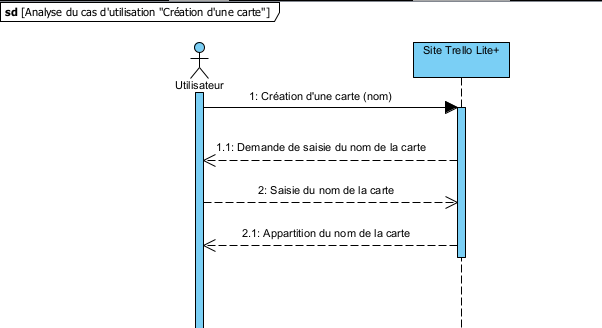 sd [Analyse du cas d'utilisation "Création d'une carte"]
Site Trello Lite+
Utilisateur
1: Création d'une carte (nom)
1.1: Demande de saisie du nom de la carte
2: Saisie du nom de la carte
2.1: Appartition du nom de la carte